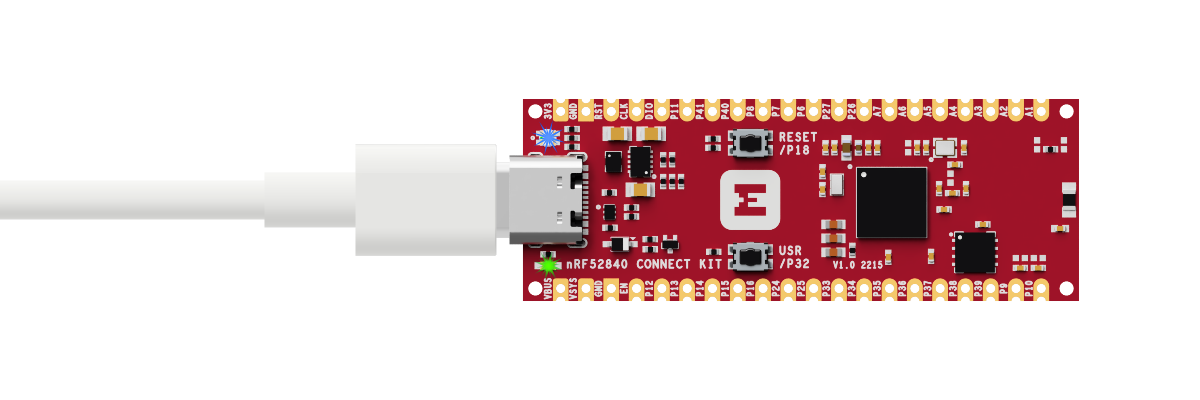 3V3 GND RST CLK DIO P11 P41 P40 P8 P7 P6 P27 P26 A7 A6 A5 A4 A3 A2 A1
RESET
/P18
USR
/P32
nRF52840 CONNECT KIT
V1.0 2215
VBUS VSYS GND EN P12 P13 P14 P15 P16 P24 P25 P33 P34 P35 P36 P37 P38 P39 P9 P10